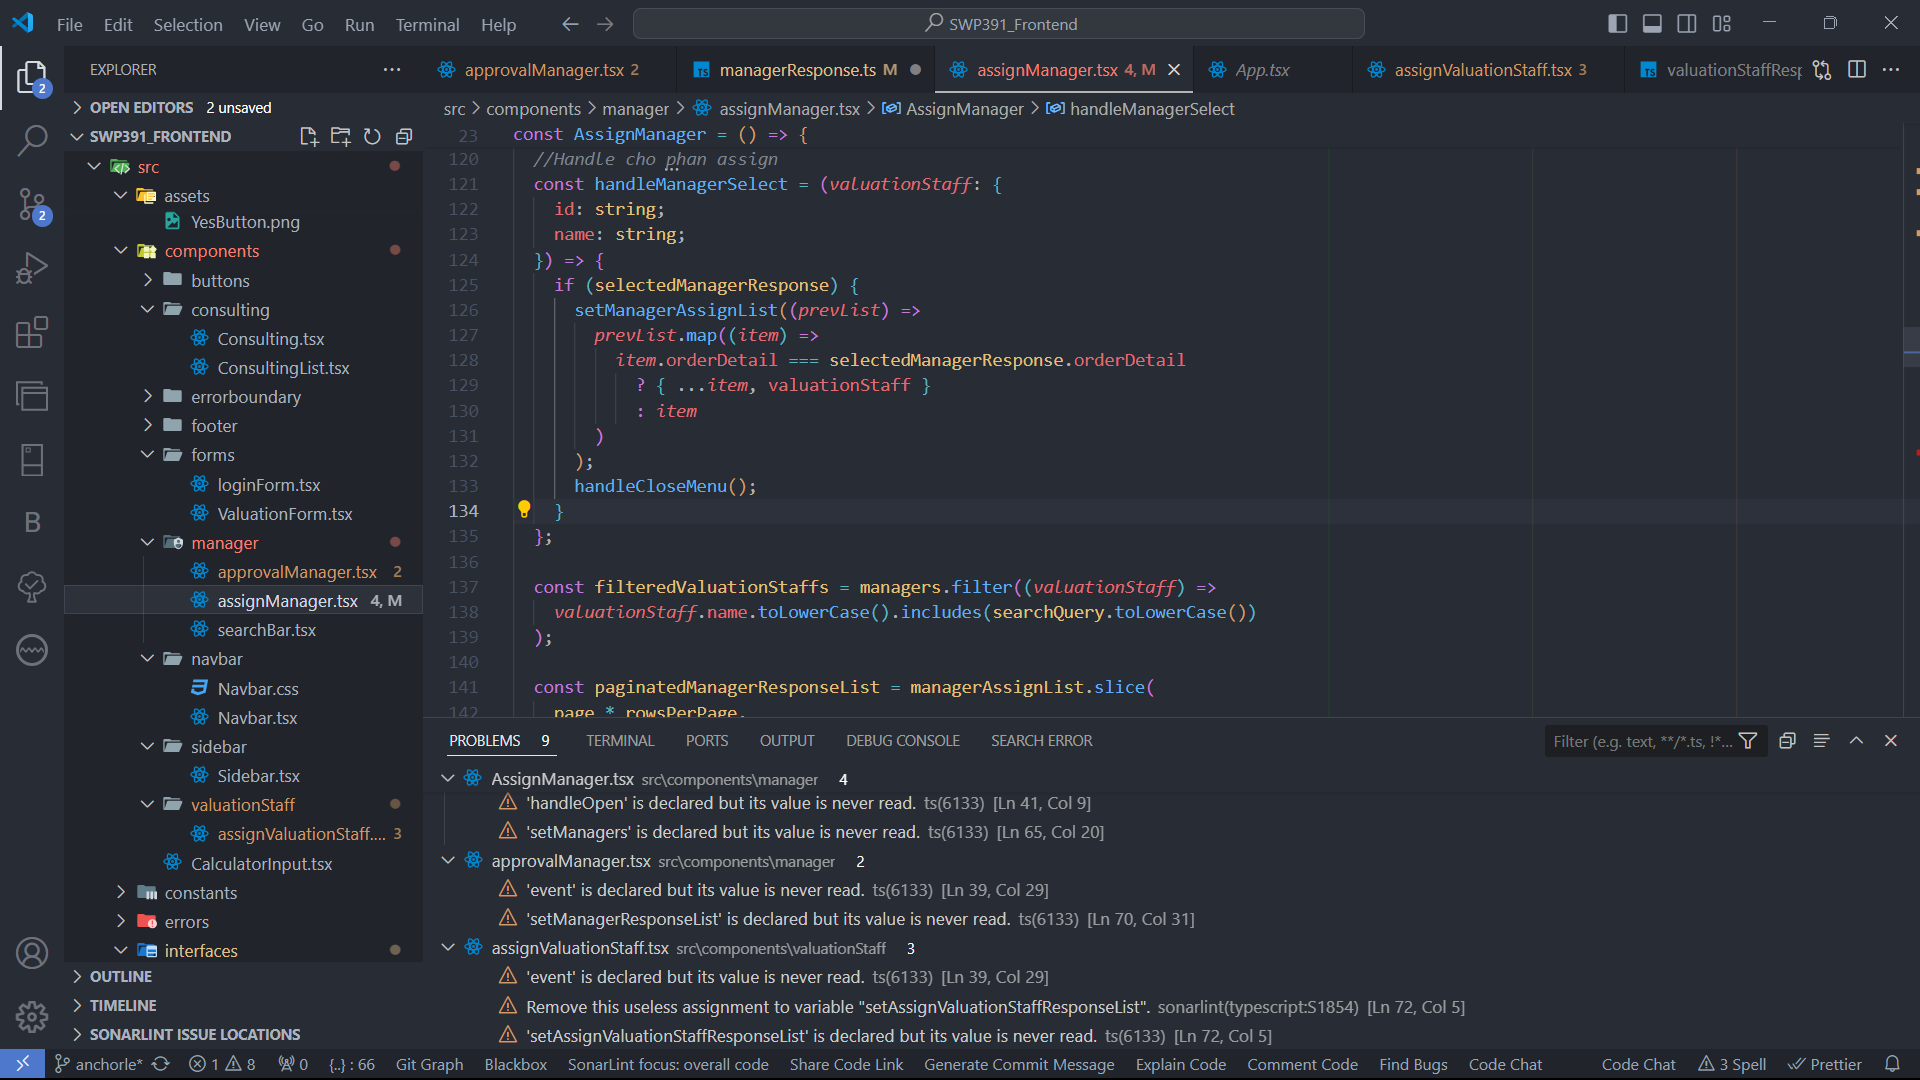 File Edit Selection View Go Run Terminal Help
SWP391_Frontend
EXPLORER
approvalManager.tsx 2
managerResponse.ts M
assignManager.tsx 4, M
App.tsx
assignValuationStaff.tsx 3
valuationStaffResp
OPEN EDITORS 2 unsaved
src > components > manager > assignManager.tsx > AssignManager > handleManagerSelect
SWP391_FRONTEND
src
assets
YesButton.png
components
buttons
consulting
Consulting.tsx
ConsultingList.tsx
errorboundary
footer
forms
loginForm.tsx
ValuationForm.tsx
manager
approvalManager.tsx 2
assignManager.tsx 4, M
searchBar.tsx
navbar
Navbar.css
Navbar.tsx
sidebar
Sidebar.tsx
valuationStaff
assignValuationStaff.... 3
CalculatorInput.tsx
constants
errors
interfaces
OUTLINE
TIMELINE
SONARLINT ISSUE LOCATIONS
2
2
B
23 const AssignManager = () => {
120 //Handle cho phan assign
121 const handleManagerSelect = (valuationStaff: {
122 id: string;
123 name: string;
124 }) => {
125 if (selectedManagerResponse) {
126 setManagerAssignList((prevList) =>
127 prevList.map((item) =>
128 item.orderDetail === selectedManagerResponse.orderDetail
129 ? { ...item, valuationStaff }
130 : item
131 )
132 );
133 handleCloseMenu();
134 }
135 };
136
137 const filteredValuationStaffs = managers.filter((valuationStaff) =>
138 valuationStaff.name.toLowerCase().includes(searchQuery.toLowerCase())
139 );
140
141 const paginatedManagerResponseList = managerAssignList.slice(
142 page * rowsPerPage,
PROBLEMS 9 TERMINAL PORTS OUTPUT DEBUG CONSOLE SEARCH ERROR
Filter (e.g. text, **/*.ts, !*...
AssignManager.tsx src\components\manager 4
'handleOpen' is declared but its value is never read. ts(6133) [Ln 41, Col 9]
'setManagers' is declared but its value is never read. ts(6133) [Ln 65, Col 20]
approvalManager.tsx src\components\manager 2
'event' is declared but its value is never read. ts(6133) [Ln 39, Col 29]
'setManagerResponseList' is declared but its value is never read. ts(6133) [Ln 70, Col 31]
assignValuationStaff.tsx src\components\valuationStaff 3
'event' is declared but its value is never read. ts(6133) [Ln 39, Col 29]
Remove this useless assignment to variable "setAssignValuationStaffResponseList". sonarlint(typescript:S1854) [Ln 72, Col 5]
'setAssignValuationStaffResponseList' is declared but its value is never read. ts(6133) [Ln 72, Col 5]
anchorle* 1 8 0 {..} : 66 Git Graph Blackbox SonarLint focus: overall code Share Code Link Generate Commit Message Explain Code Comment Code Find Bugs Code Chat Code Chat 3 Spell Prettier